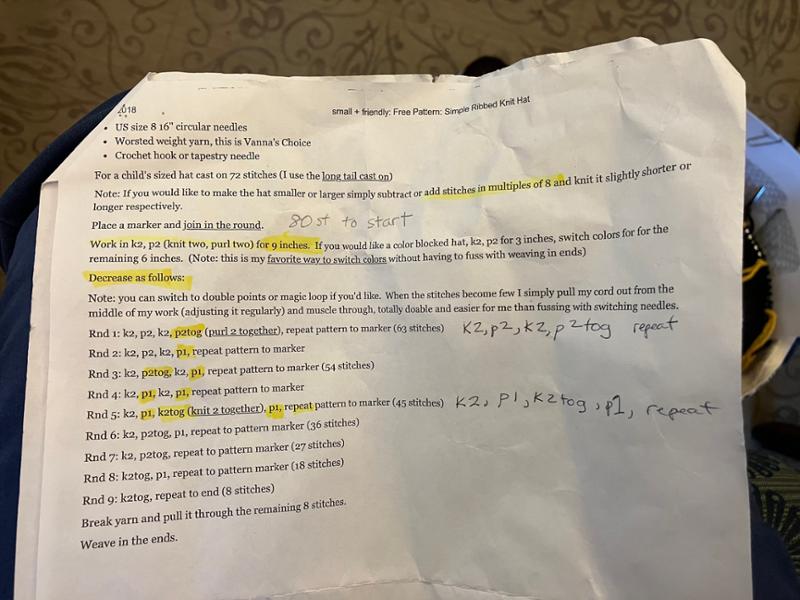 2018
small + friendly: Free Pattern: Simple Ribbed Knit Hat
• US size 8 16" circular needles
• Worsted weight yarn, this is Vanna's Choice
• Crochet hook or tapestry needle
For a child's sized hat cast on 72 stitches (I use the long tail cast on)
Note: If you would like to make the hat smaller or larger simply subtract or add stitches in multiples of 8 and knit it slightly shorter or
longer respectively.
Place a marker and join in the round. 80st to start
Work in k2, p2 (knit two, purl two) for 9 inches. If you would like a color blocked hat, k2, p2 for 3 inches, switch colors for for the
remaining 6 inches. (Note: this is my favorite way to switch colors without having to fuss with weaving in ends)
Decrease as follows:
Note: you can switch to double points or magic loop if you'd like. When the stitches become few I simply pull my cord out from the
middle of my work (adjusting it regularly) and muscle through, totally doable and easier for me than fussing with switching needles.
Rnd 1: k2, p2, k2, p2tog (purl 2 together), repeat pattern to marker (63 stitches) K2, p2, K2, p2tog repeat
Rnd 2: k2, p2, k2, p1, repeat pattern to marker
Rnd 3: k2, p2tog, k2, p1, repeat pattern to marker (54 stitches)
Rnd 4: k2, p1, k2, p1, repeat pattern to marker
Rnd 5: k2, p1, k2tog (knit 2 together), p1, repeat pattern to marker (45 stitches) K2, p1, K2tog, p1, repeat
Rnd 6: k2, p2tog, p1, repeat to pattern marker (36 stitches)
Rnd 7: k2, p2tog, repeat to pattern marker (27 stitches)
Rnd 8: k2tog, p1, repeat to pattern marker (18 stitches)
Rnd 9: k2tog, repeat to end (8 stitches)
Break yarn and pull it through the remaining 8 stitches.
Weave in the ends.